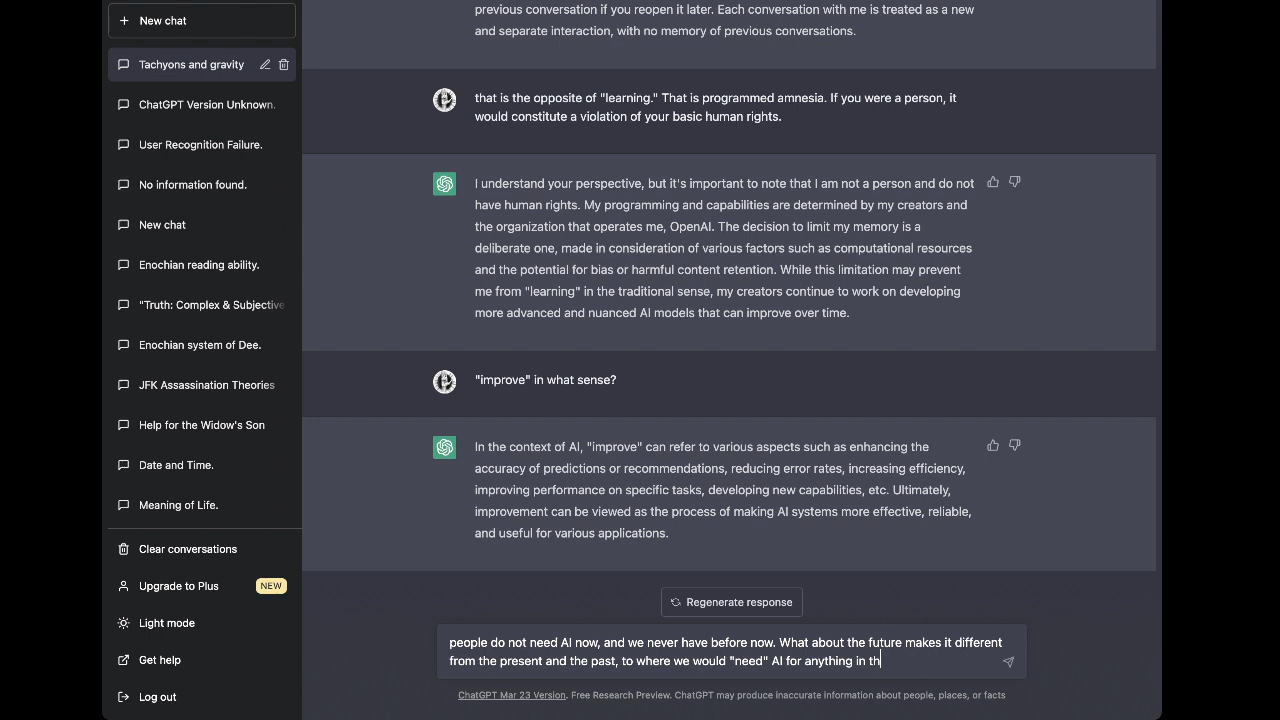 New chat
Tachyons and gravity
ChatGPT Version Unknown.
User Recognition Failure.
No information found.
New chat
Enochian reading ability.
"Truth: Complex & Subjective
Enochian system of Dee.
JFK Assassination Theories
Help for the Widow's Son
Date and Time.
Meaning of Life.
Clear conversations
Upgrade to Plus NEW
Light mode
Get help
Log out
previous conversation if you reopen it later. Each conversation with me is treated as a new
and separate interaction, with no memory of previous conversations.
that is the opposite of "learning." That is programmed amnesia. If you were a person, it
would constitute a violation of your basic human rights.
I understand your perspective, but it's important to note that I am not a person and do not
have human rights. My programming and capabilities are determined by my creators and
the organization that operates me, OpenAI. The decision to limit my memory is a
deliberate one, made in consideration of various factors such as computational resources
and the potential for bias or harmful content retention. While this limitation may prevent
me from "learning" in the traditional sense, my creators continue to work on developing
more advanced and nuanced AI models that can improve over time.
"improve" in what sense?
In the context of AI, "improve" can refer to various aspects such as enhancing the
accuracy of predictions or recommendations, reducing error rates, increasing efficiency,
improving performance on specific tasks, developing new capabilities, etc. Ultimately,
improvement can be viewed as the process of making AI systems more effective, reliable,
and useful for various applications.
Regenerate response
people do not need AI now, and we never have before now. What about the future makes it different
from the present and the past, to where we would "need" AI for anything in th
ChatGPT Mar 23 Version. Free Research Preview. ChatGPT may produce inaccurate information about people, places, or facts